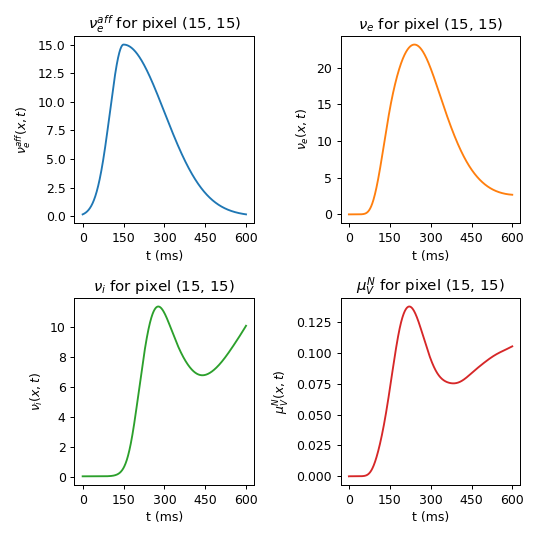 ν_e^{aff} for pixel (15, 15)
ν_e^{aff}(x, t)
15.0
12.5
10.0
7.5
5.0
2.5
0.0
0 150 300 450 600
t (ms)
ν_e for pixel (15, 15)
ν_e(x, t)
20
15
10
5
0
0 150 300 450 600
t (ms)
ν_i for pixel (15, 15)
ν_i(x, t)
10
8
6
4
2
0
0 150 300 450 600
t (ms)
μ_V^N for pixel (15, 15)
μ_V^N(x, t)
0.125
0.100
0.075
0.050
0.025
0.000
0 150 300 450 600
t (ms)